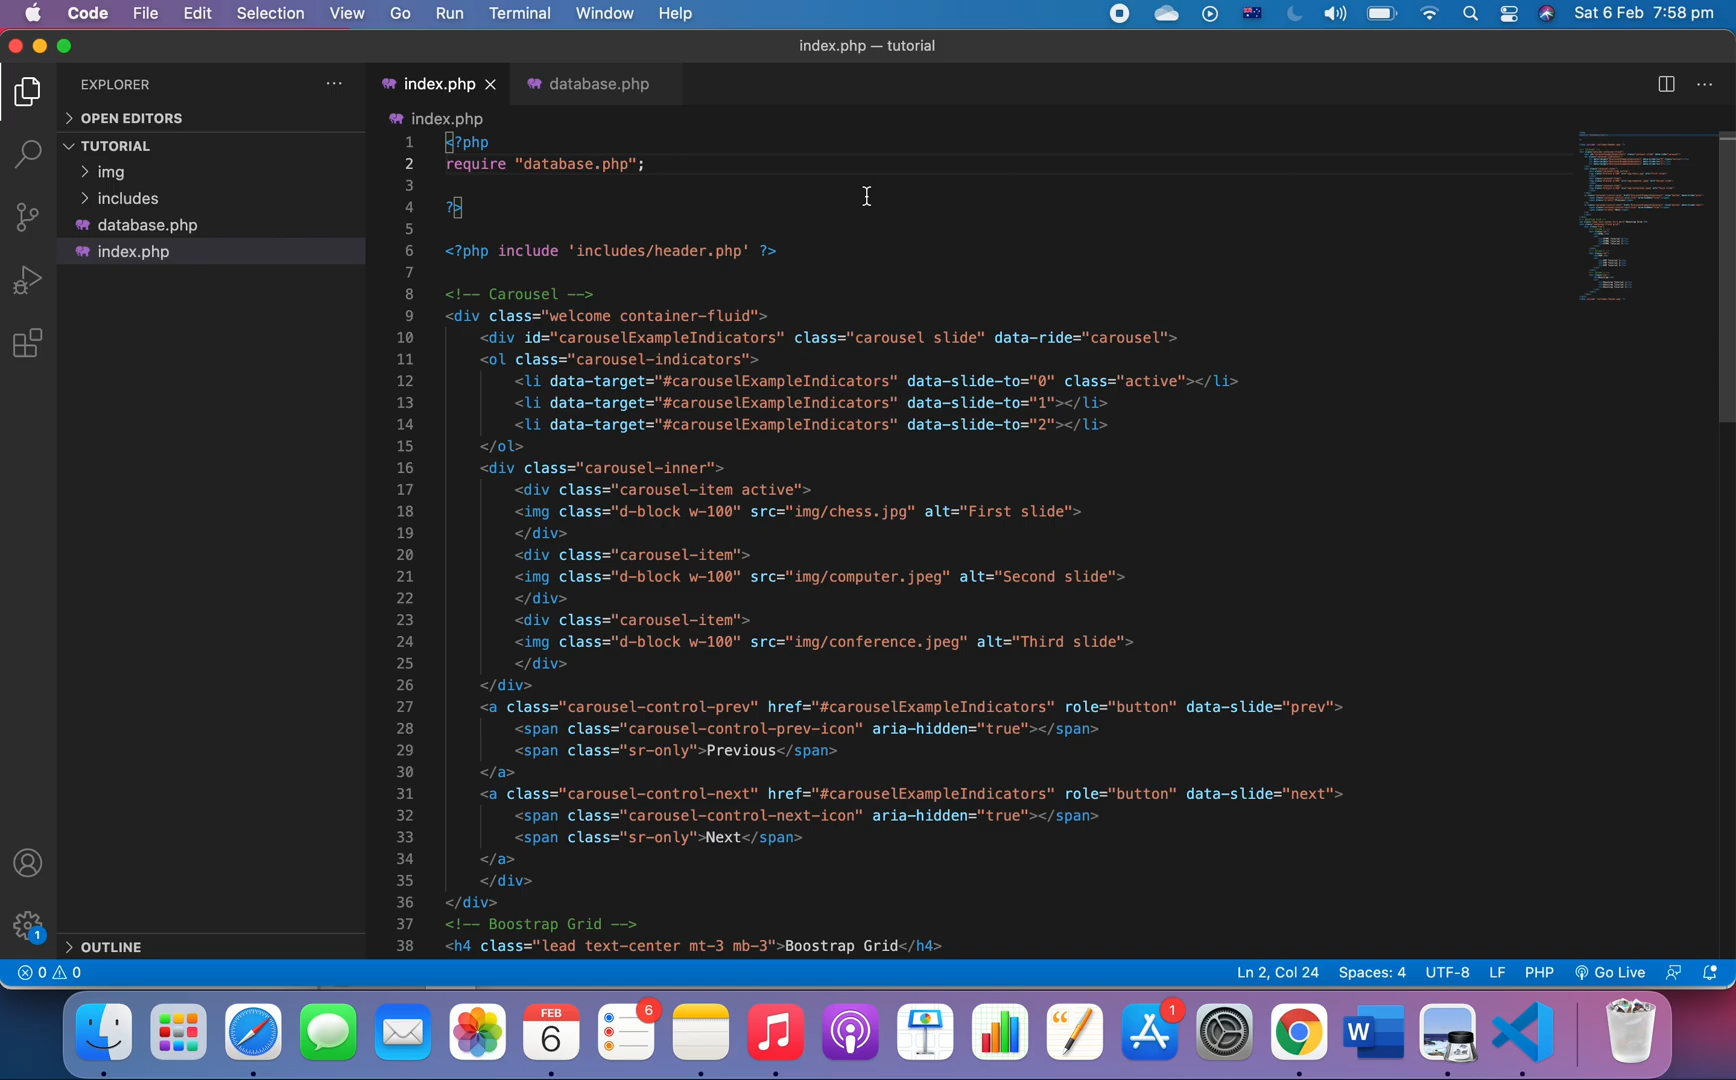 Code File Edit Selection View Go Run Terminal Window Help Sat 6 Feb 7:58 pm
index.php — tutorial
EXPLORER
index.php
database.php
OPEN EDITORS
index.php
TUTORIAL
img
includes
database.php
index.php
1 <?php
2 require "database.php";
3
4 ?>
5
6 <?php include 'includes/header.php' ?>
7
8 <!-- Carousel -->
9 <div class="welcome container-fluid">
10 <div id="carouselExampleIndicators" class="carousel slide" data-ride="carousel">
11 <ol class="carousel-indicators">
12 <li data-target="#carouselExampleIndicators" data-slide-to="0" class="active"></li>
13 <li data-target="#carouselExampleIndicators" data-slide-to="1"></li>
14 <li data-target="#carouselExampleIndicators" data-slide-to="2"></li>
15 </ol>
16 <div class="carousel-inner">
17 <div class="carousel-item active">
18 <img class="d-block w-100" src="img/chess.jpg" alt="First slide">
19 </div>
20 <div class="carousel-item">
21 <img class="d-block w-100" src="img/computer.jpeg" alt="Second slide">
22 </div>
23 <div class="carousel-item">
24 <img class="d-block w-100" src="img/conference.jpeg" alt="Third slide">
25 </div>
26 </div>
27 <a class="carousel-control-prev" href="#carouselExampleIndicators" role="button" data-slide="prev">
28 <span class="carousel-control-prev-icon" aria-hidden="true"></span>
29 <span class="sr-only">Previous</span>
30 </a>
31 <a class="carousel-control-next" href="#carouselExampleIndicators" role="button" data-slide="next">
32 <span class="carousel-control-next-icon" aria-hidden="true"></span>
33 <span class="sr-only">Next</span>
34 </a>
35 </div>
36 </div>
37 <!-- Boostrap Grid -->
38 <h4 class="lead text-center mt-3 mb-3">Boostrap Grid</h4>
1
OUTLINE
0 0 Ln 2, Col 24 Spaces: 4 UTF-8 LF PHP Go Live
FEB
6
6
1
W